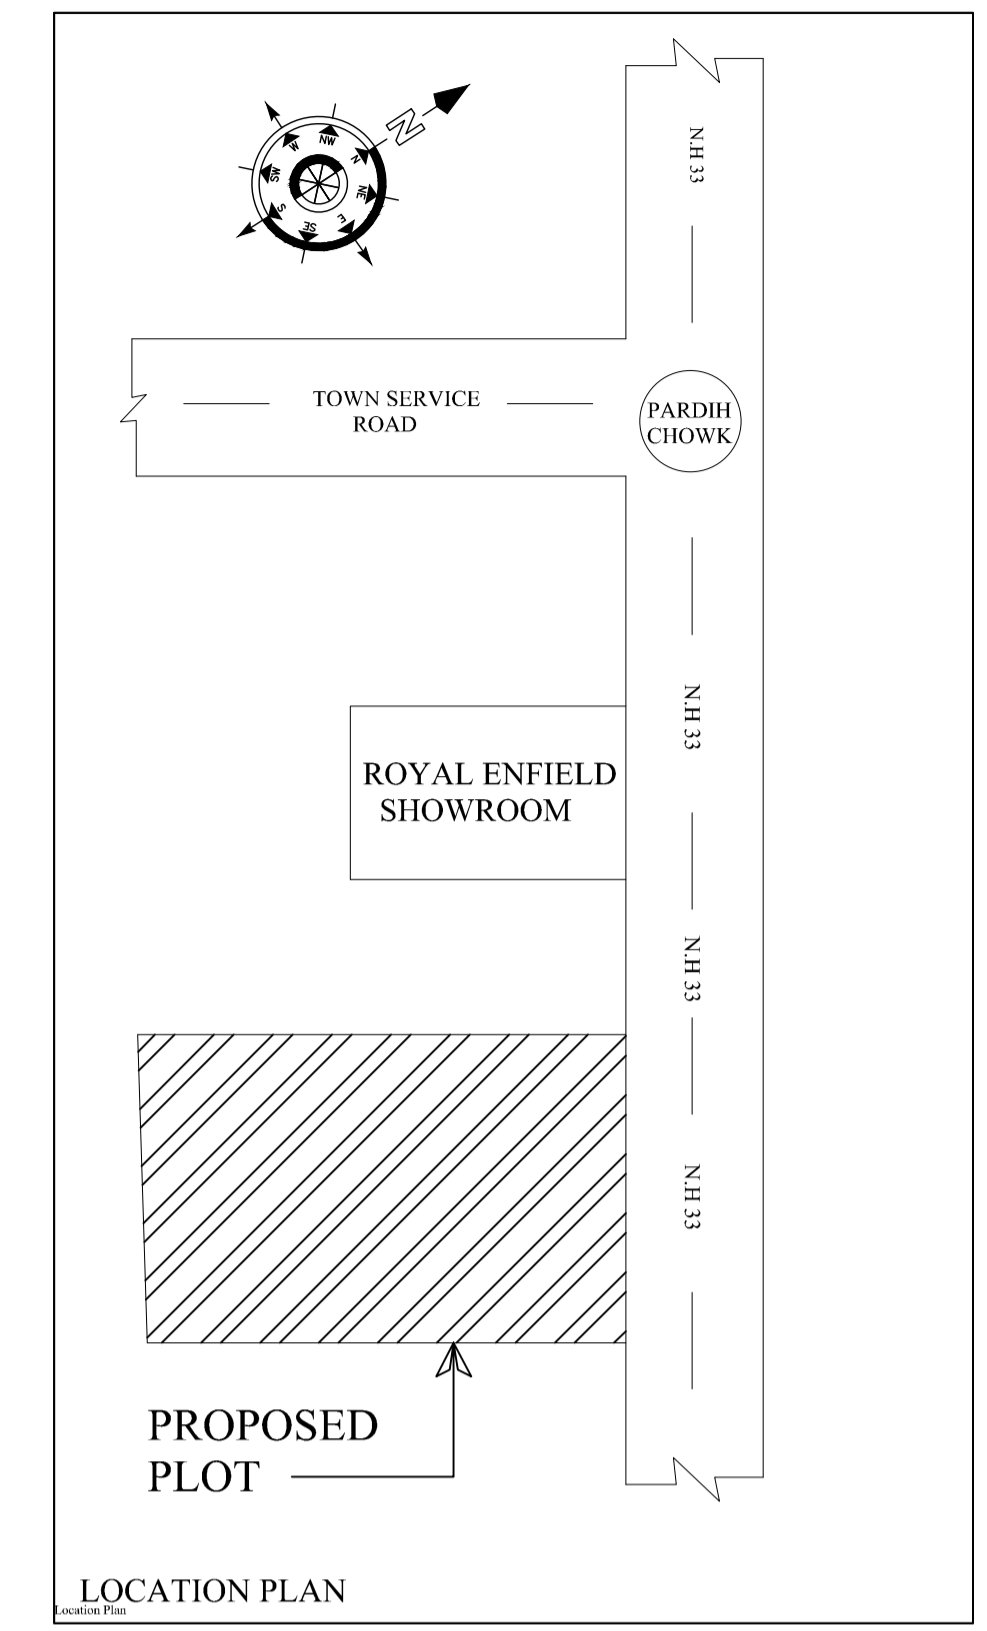 N
N
NE
E
SE
S
SW
W
NW
N.H 33
TOWN SERVICE
ROAD
PARDIH
CHOWK
N.H 33
ROYAL ENFIELD
SHOWROOM
N.H 33
N.H 33
PROPOSED
PLOT
LOCATION PLAN
Location Plan